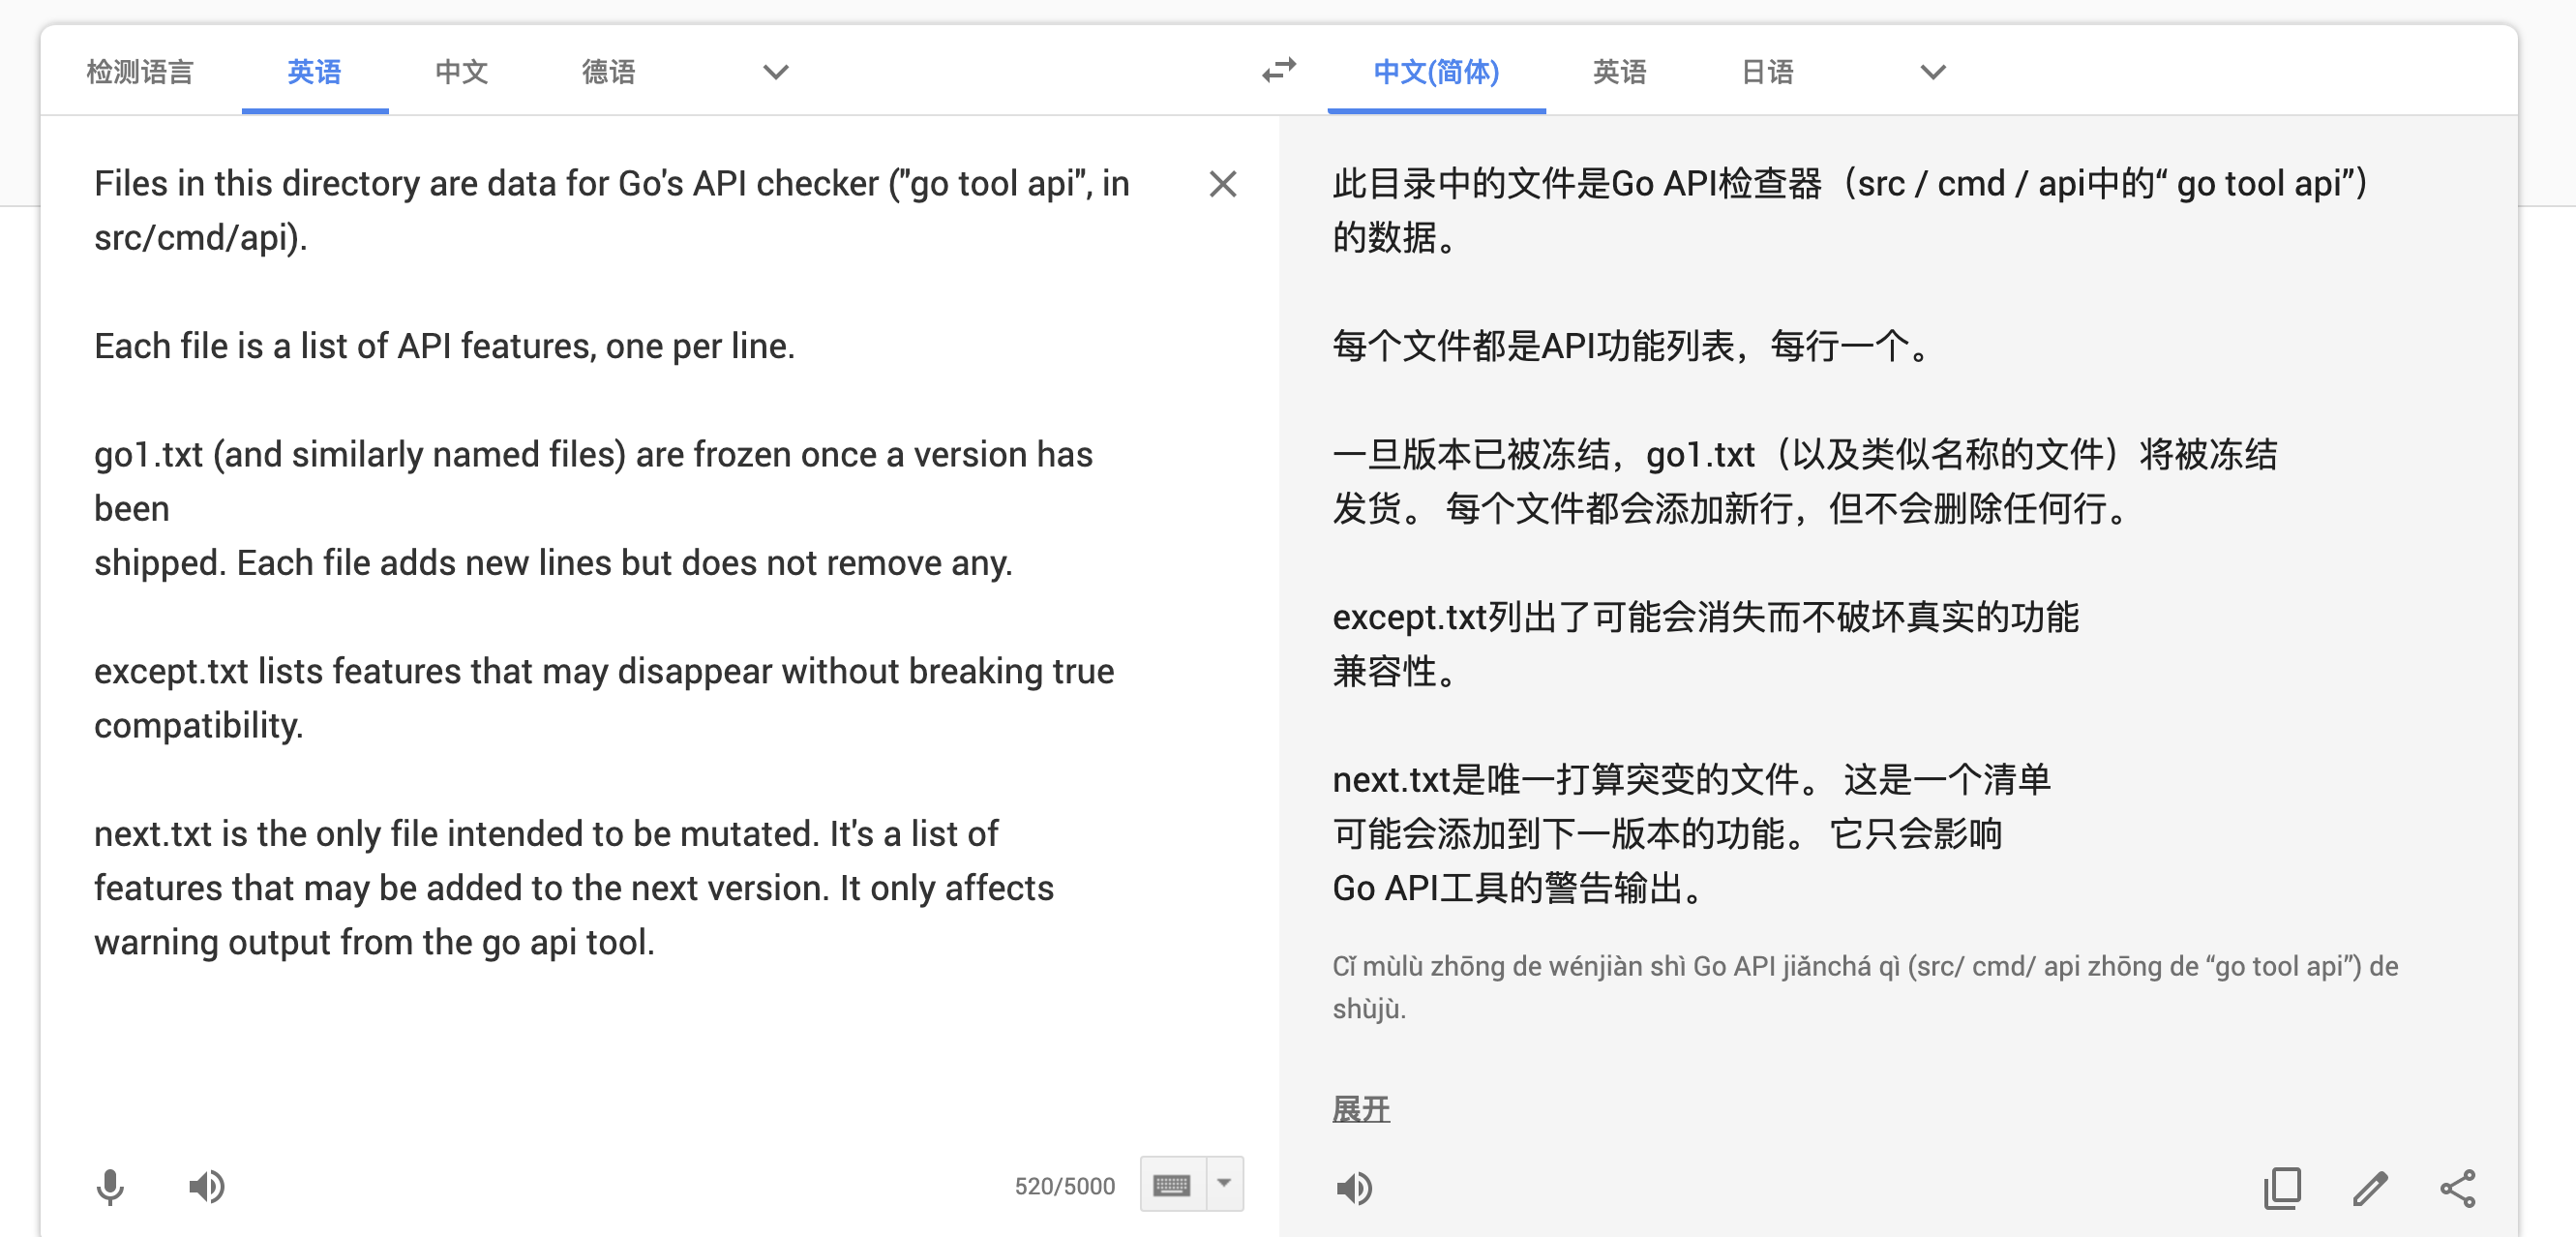 检测语言 英语 中文 德语
中文(简体) 英语 日语
Files in this directory are data for Go's API checker ("go tool api", in
src/cmd/api).
Each file is a list of API features, one per line.
go1.txt (and similarly named files) are frozen once a version has
been
shipped. Each file adds new lines but does not remove any.
except.txt lists features that may disappear without breaking true
compatibility.
next.txt is the only file intended to be mutated. It's a list of
features that may be added to the next version. It only affects
warning output from the go api tool.
520/5000
此目录中的文件是Go API检查器（src / cmd / api中的“ go tool api”）
的数据。
每个文件都是API功能列表，每行一个。
一旦版本已被冻结，go1.txt（以及类似名称的文件）将被冻结
发货。 每个文件都会添加新行，但不会删除任何行。
except.txt列出了可能会消失而不破坏真实的功能
兼容性。
next.txt是唯一打算突变的文件。 这是一个清单
可能会添加到下一版本的功能。 它只会影响
Go API工具的警告输出。
Cǐ mùlù zhōng de wénjiàn shì Go API jiǎnchá qì (src/ cmd/ api zhōng de “go tool api”) de
shùjù.
展开